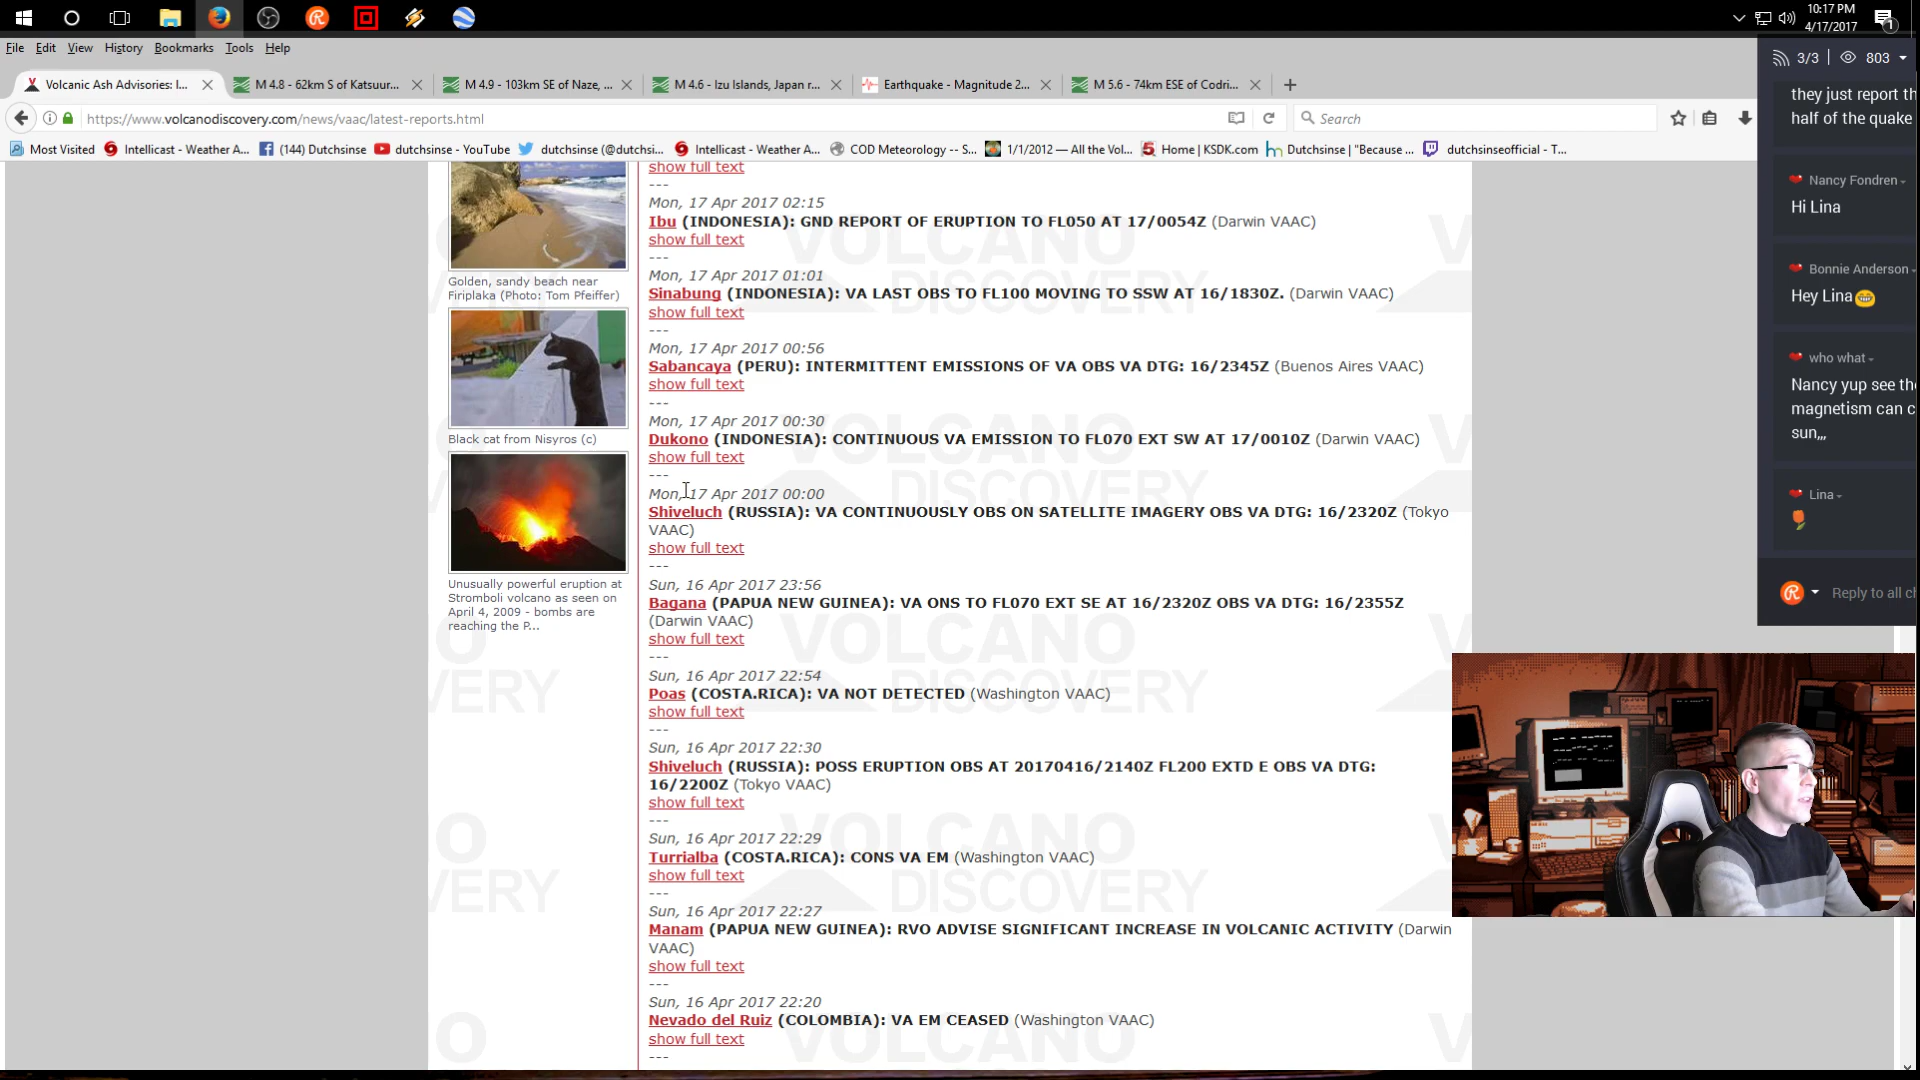 10:17 PM
4/17/2017
1
File Edit View History Bookmarks Tools Help
Volcanic Ash Advisories: I... M 4.8 - 62km S of Katsuur... M 4.9 - 103km SE of Naze, ... M 4.6 - Izu Islands, Japan r... Earthquake - Magnitude 2... M 5.6 - 74km ESE of Codri...
https://www.volcanodiscovery.com/news/vaac/latest-reports.html Search
Most Visited Intellicast - Weather A... (144) Dutchsinse dutchsinse - YouTube dutchsinse (@dutchsi... Intellicast - Weather A... COD Meteorology -- S... 1/1/2012 — All the Vol... Home | KSDK.com Dutchsinse | "Because ... dutchsinseofficial - T...
3/3 803
they just report th
half of the quake
Nancy Fondren
Hi Lina
Bonnie Anderson
Hey Lina
who what
Nancy yup see the
magnetism can c
sun,,,
Lina
Reply to all ch
Golden, sandy beach near
Firiplaka (Photo: Tom Pfeiffer)
Black cat from Nisyros (c)
Unusually powerful eruption at
Stromboli volcano as seen on
April 4, 2009 - bombs are
reaching the P...
show full text
---
Mon, 17 Apr 2017 02:15
Ibu (INDONESIA): GND REPORT OF ERUPTION TO FL050 AT 17/0054Z (Darwin VAAC)
show full text
---
Mon, 17 Apr 2017 01:01
Sinabung (INDONESIA): VA LAST OBS TO FL100 MOVING TO SSW AT 16/1830Z. (Darwin VAAC)
show full text
---
Mon, 17 Apr 2017 00:56
Sabancaya (PERU): INTERMITTENT EMISSIONS OF VA OBS VA DTG: 16/2345Z (Buenos Aires VAAC)
show full text
---
Mon, 17 Apr 2017 00:30
Dukono (INDONESIA): CONTINUOUS VA EMISSION TO FL070 EXT SW AT 17/0010Z (Darwin VAAC)
show full text
---
Mon, 17 Apr 2017 00:00
Shiveluch (RUSSIA): VA CONTINUOUSLY OBS ON SATELLITE IMAGERY OBS VA DTG: 16/2320Z (Tokyo
VAAC)
show full text
---
Sun, 16 Apr 2017 23:56
Bagana (PAPUA NEW GUINEA): VA ONS TO FL070 EXT SE AT 16/2320Z OBS VA DTG: 16/2355Z
(Darwin VAAC)
show full text
---
Sun, 16 Apr 2017 22:54
Poas (COSTA.RICA): VA NOT DETECTED (Washington VAAC)
show full text
---
Sun, 16 Apr 2017 22:30
Shiveluch (RUSSIA): POSS ERUPTION OBS AT 20170416/2140Z FL200 EXTD E OBS VA DTG:
16/2200Z (Tokyo VAAC)
show full text
---
Sun, 16 Apr 2017 22:29
Turrialba (COSTA.RICA): CONS VA EM (Washington VAAC)
show full text
---
Sun, 16 Apr 2017 22:27
Manam (PAPUA NEW GUINEA): RVO ADVISE SIGNIFICANT INCREASE IN VOLCANIC ACTIVITY (Darwin
VAAC)
show full text
---
Sun, 16 Apr 2017 22:20
Nevado del Ruiz (COLOMBIA): VA EM CEASED (Washington VAAC)
show full text
---
VOLCANO
DISCOVERY
VOLCANO
DISCOVERY
VOLCANO
DISCOVERY
VOLCANO
DISCOVERY
VOLCANO